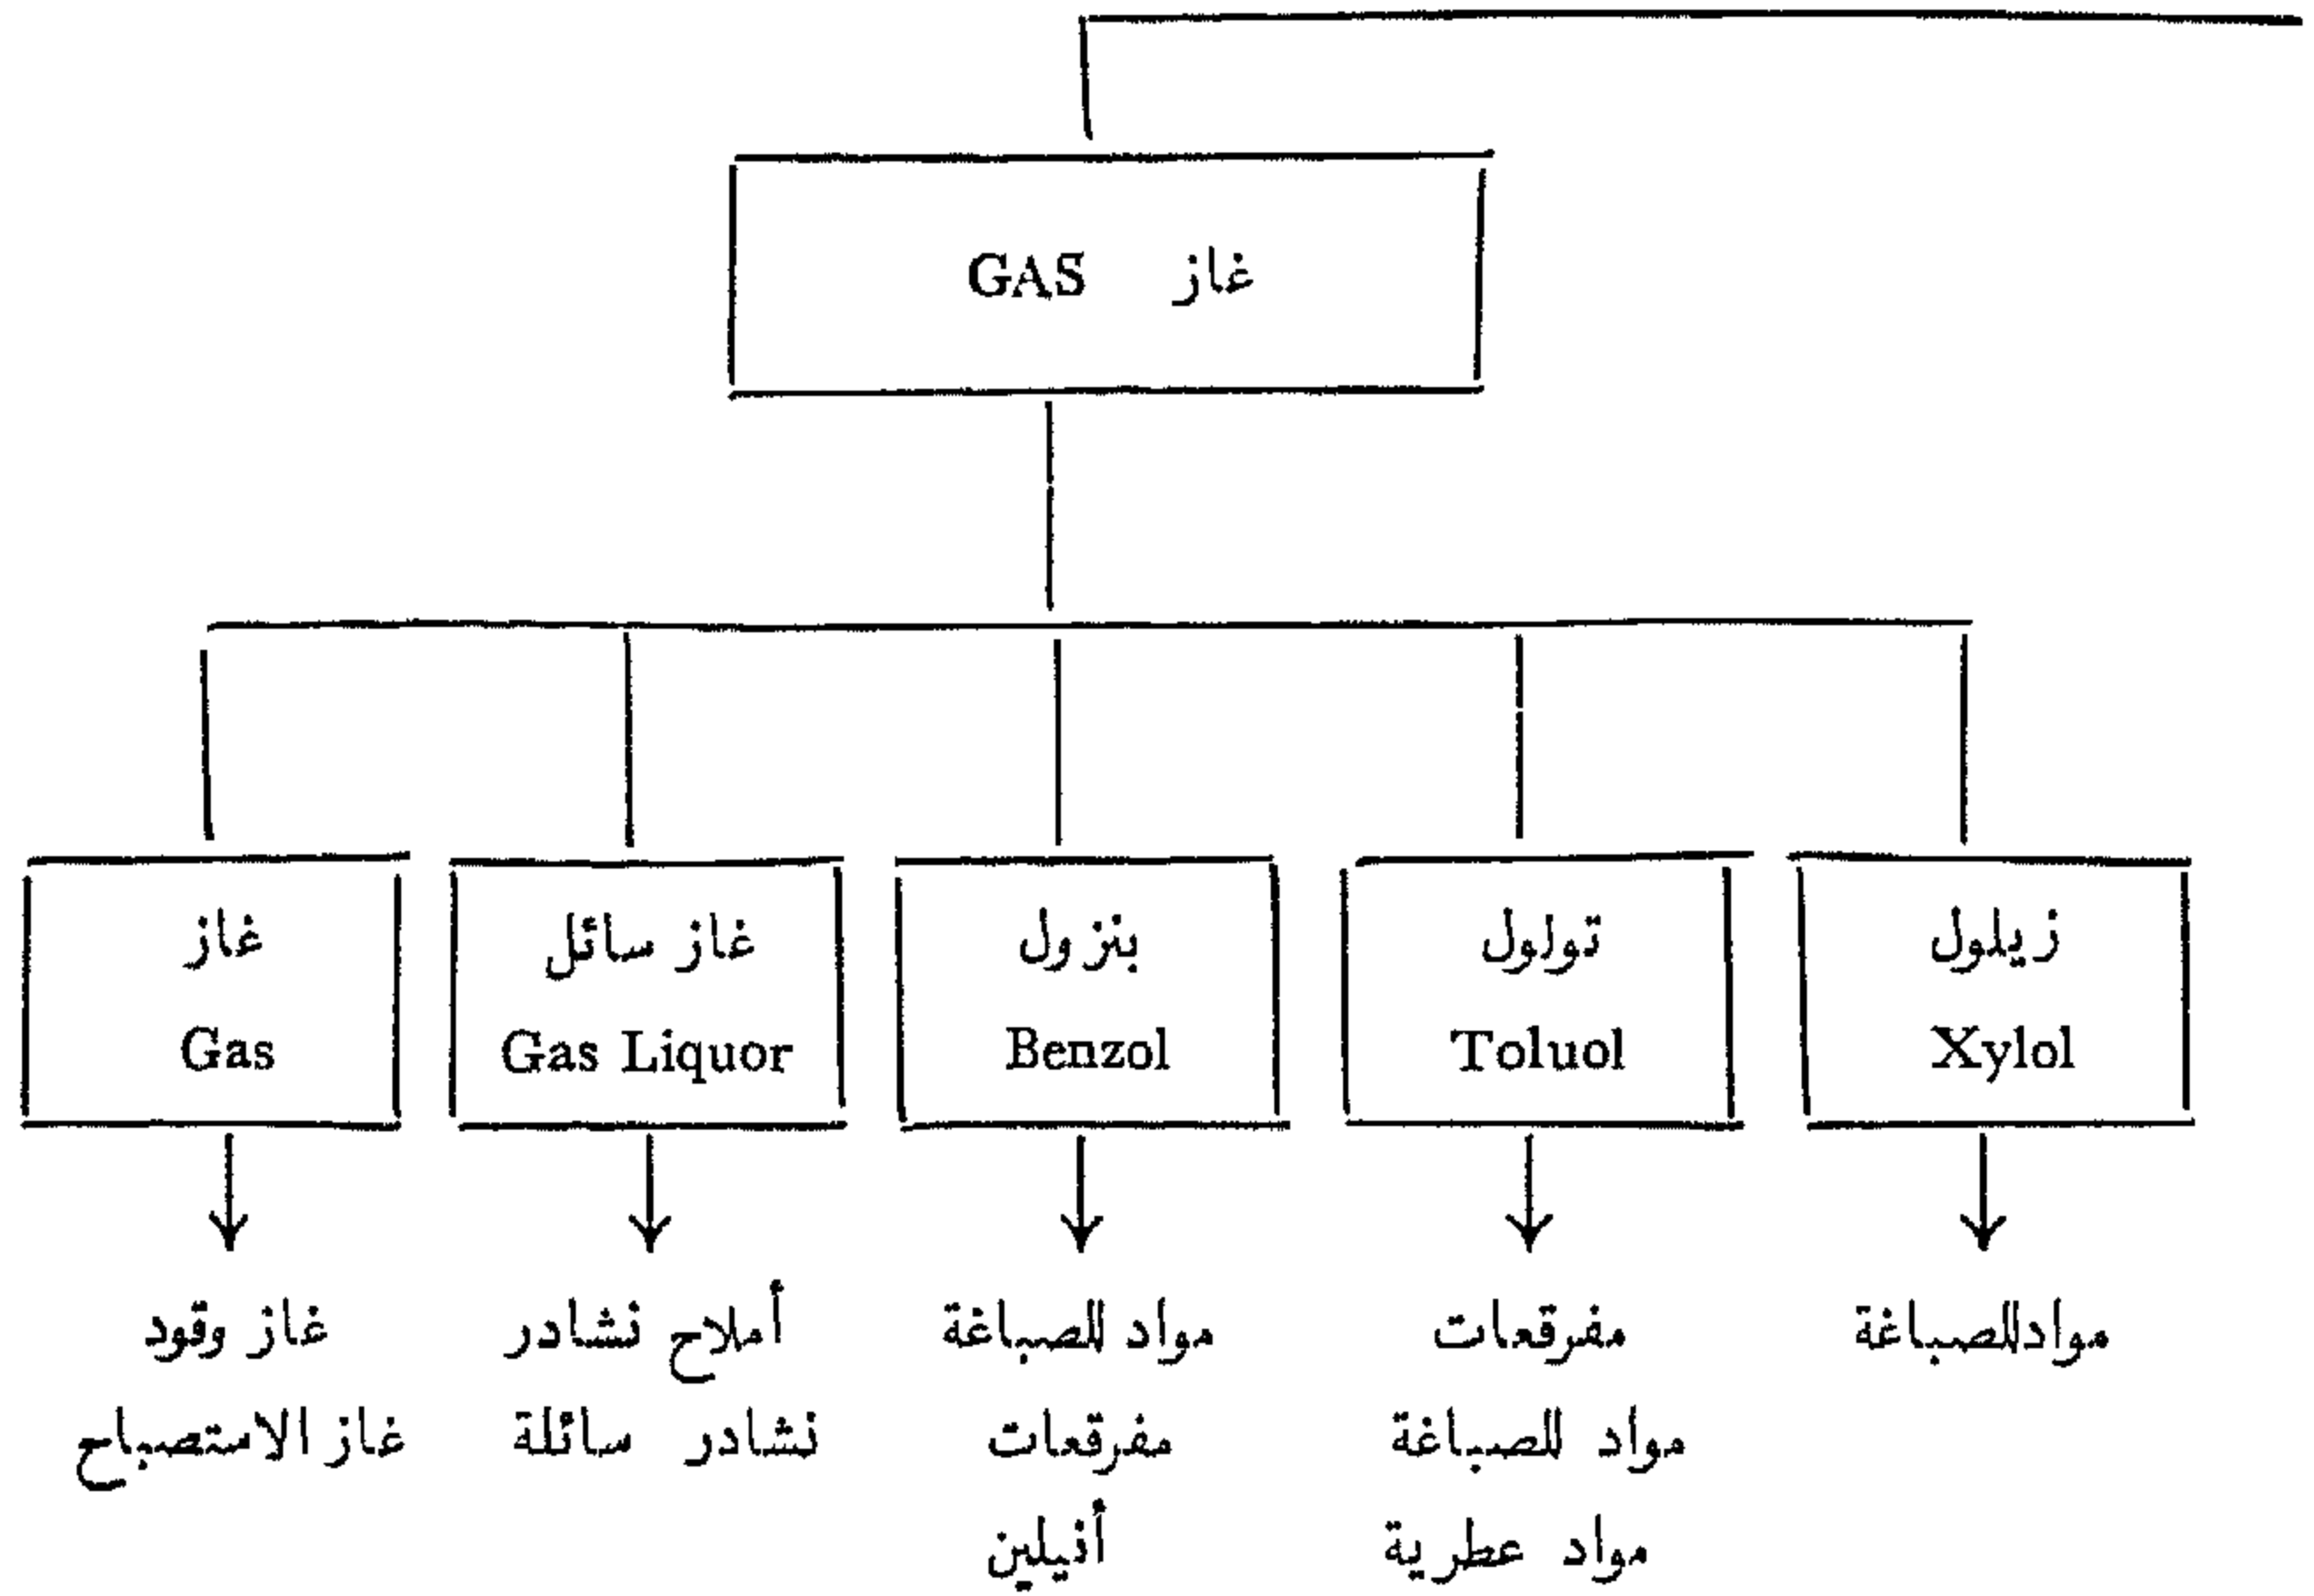 غاز GAS
زيلول
Xylol
تولول
Toluol
بنزول
Benzol
غاز سائل
Gas Liquor
غاز
Gas
موادللصباغة
مفرقعات
مواد للصباغة
مواد عطرية
مواد للصباغة
مفرقعات
أنيلين
أملاح نشادر
نشادر سائلة
غاز وقود
غاز الاستصباح